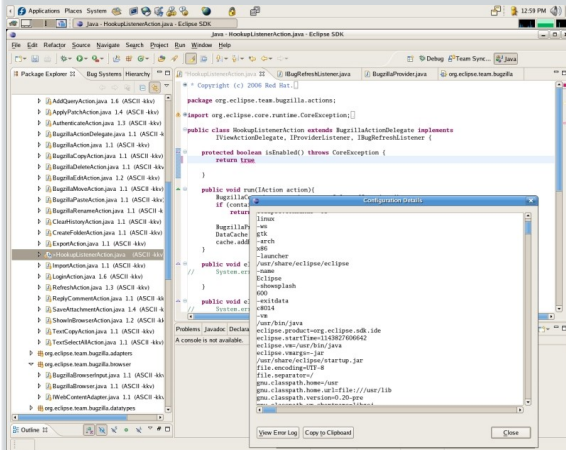 Applications Places System
12:59 PM
Java - HookupListenerAction.java - Eclipse SDK
Java - HookupListenerAction.java - Eclipse SDK
File Edit Refactor Source Navigate Search Project Run Window Help
Debug Team Sync... Java
Package Explorer Bug Systems Hierarchy
HookupListenerAction.java IBugRefreshListener.java BugzillaProvider.java org.eclipse.team.bugzilla
AddQueryAction.java 1.6 (ASCII -kkv)
ApplyPatchAction.java 1.4 (ASCII -kkv)
AuthenticateAction.java 1.3 (ASCII -kkv)
BugzillaActionDelegate.java 1.1 (ASCII -kkv)
BugzillaAction.java 1.1 (ASCII -kkv)
BugzillaCopyAction.java 1.1 (ASCII -kkv)
BugzillaDeleteAction.java 1.1 (ASCII -kkv)
BugzillaEditAction.java 1.2 (ASCII -kkv)
BugzillaMoveAction.java 1.1 (ASCII -kkv)
BugzillaPasteAction.java 1.1 (ASCII -kkv)
BugzillaRenameAction.java 1.1 (ASCII -k
ClearHistoryAction.java 1.1 (ASCII -kkv)
CreateFolderAction.java 1.1 (ASCII -kkv)
ExportAction.java 1.1 (ASCII -kkv)
>HookupListenerAction.java (ASCII -kkv)
ImportAction.java 1.1 (ASCII -kkv)
LoginAction.java 1.6 (ASCII -kkv)
RefreshAction.java 1.3 (ASCII -kkv)
ReplyCommentAction.java 1.1 (ASCII -kk
SaveAttachmentAction.java 1.4 (ASCII -k
ShowInBrowserAction.java 1.2 (ASCII -kk
TextCopyAction.java 1.1 (ASCII -kkv)
TextSelectAllAction.java 1.1 (ASCII -kkv)
org.eclipse.team.bugzilla.adapters
org.eclipse.team.bugzilla.browser
BugzillaBrowserInput.java 1.1 (ASCII -kkv)
BugzillaBrowser.java 1.1 (ASCII -kkv)
IWebContentAdapter.java 1.1 (ASCII -kkv)
org.eclipse.team.bugzilla.datatypes
Outline
* Copyright (c) 2006 Red Hat.
package org.eclipse.team.bugzilla.actions;
import org.eclipse.core.runtime.CoreException;
public class HookupListenerAction extends BugzillaActionDelegate implements
IViewActionDelegate, IProviderListener, IBugRefreshListener {
protected boolean isEnabled() throws CoreException {
return true
}
public void run(IAction action){
BugzillaC
if (conta
retur
BugzillaPr
DataCache
cache.add
}
public void e
// System.err
}
public void e
// System.err
Problems Javadoc Declara
A console is not available.
Configuration Details
linux
-ws
gtk
-arch
x86
-launcher
/usr/share/eclipse/eclipse
-name
Eclipse
-showsplash
600
-exitdata
c8014
-vm
/usr/bin/java
eclipse.product=org.eclipse.sdk.ide
eclipse.startTime=1143827606642
eclipse.vm=/usr/bin/java
eclipse.vmargs=-jar
/usr/share/eclipse/startup.jar
file.encoding=UTF-8
file.separator=/
gnu.classpath.home=/usr
gnu.classpath.home.url=file:///usr/lib
gnu.classpath.version=0.20-pre
View Error Log Copy to Clipboard Close